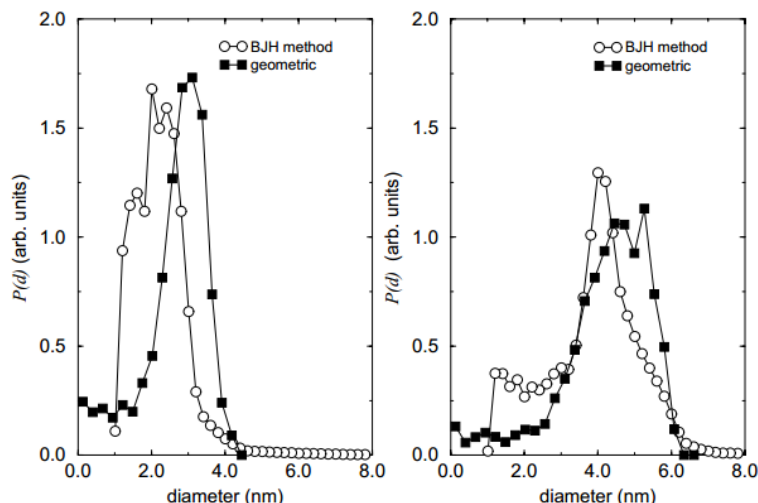 2.0
1.5
1.0
0.5
0.0
P(d) (arb. units)
BJH method
geometric
0.0 2.0 4.0 6.0 8.0
diameter (nm)
2.0
1.5
1.0
0.5
0.0
P(d) (arb. units)
BJH method
geometric
0.0 2.0 4.0 6.0 8.0
diameter (nm)